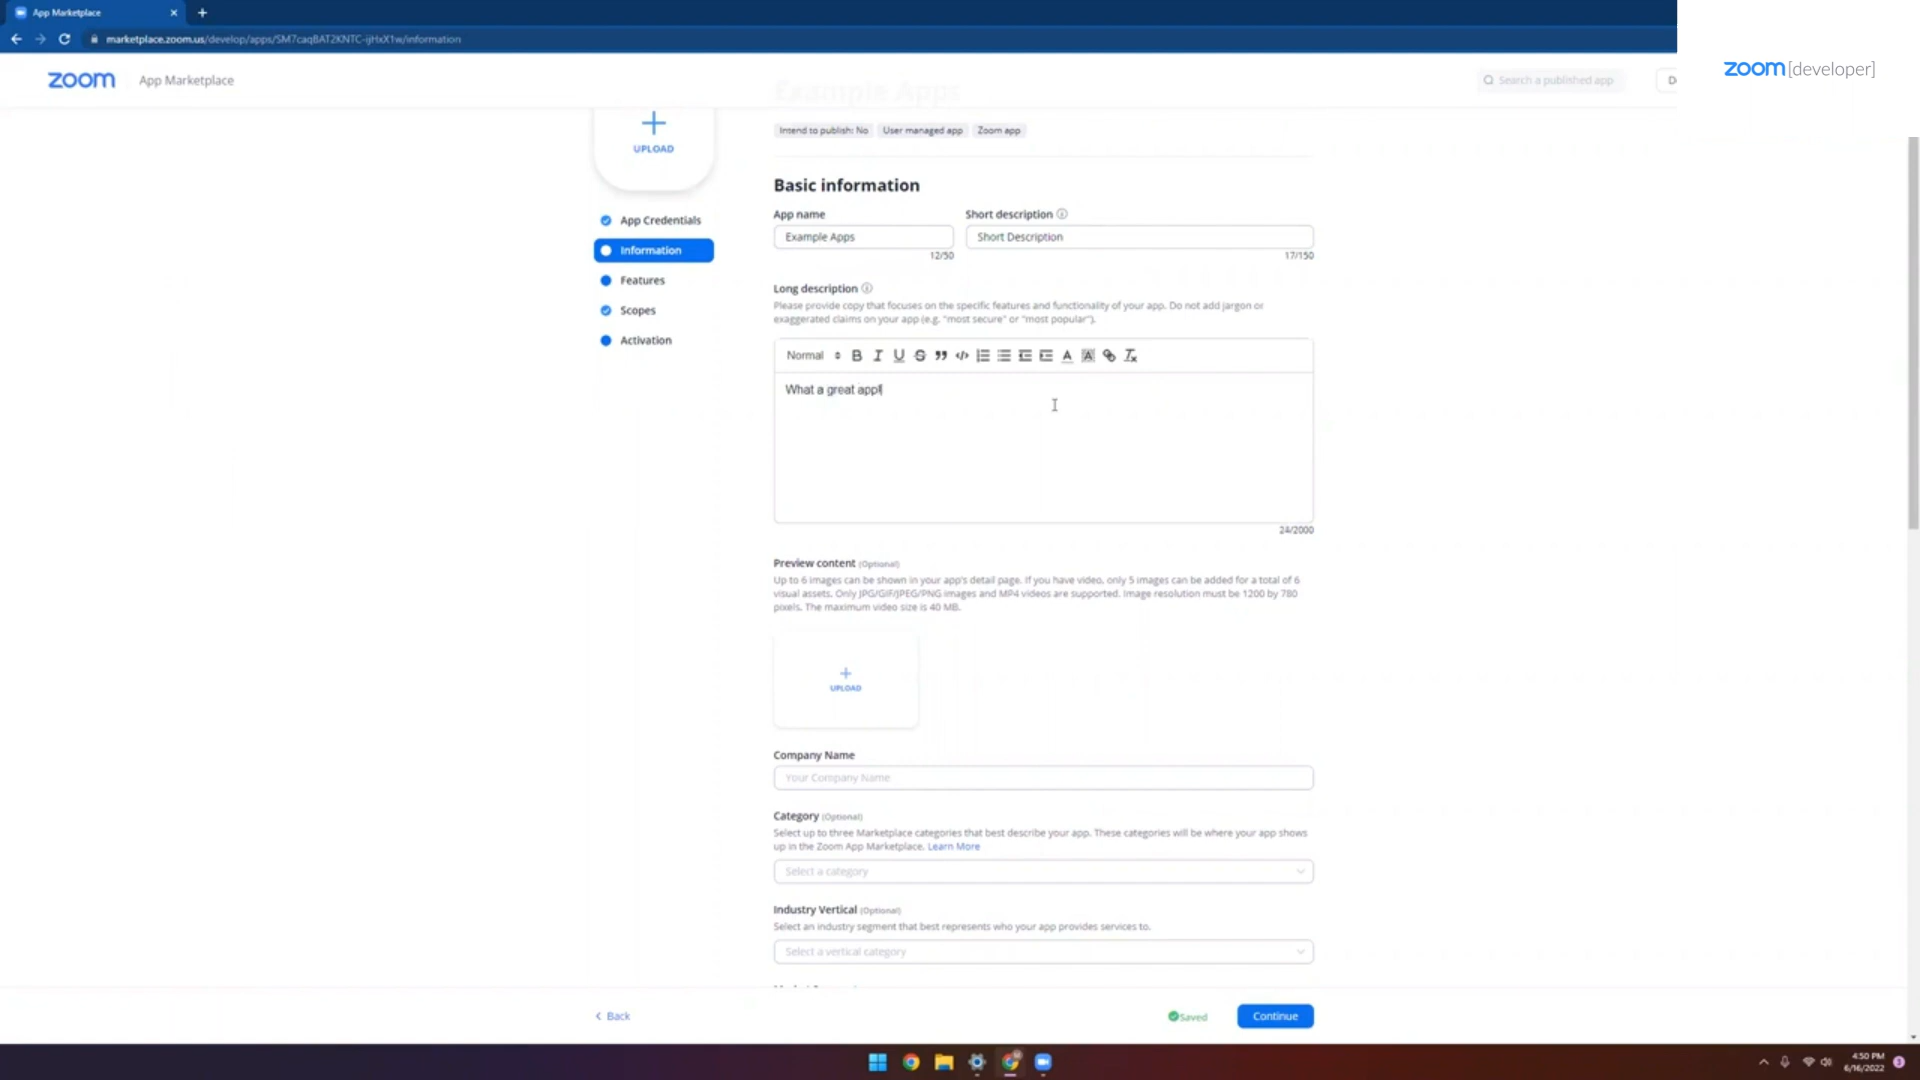 App Marketplace
marketplace.zoom.us/develop/apps/SM7caqBAT2KNTC-ijHxX1w/information
zoom App Marketplace
Search a published app
zoom [developer]
Example Apps
UPLOAD
Intend to publish: No User managed app Zoom app
Basic information
App Credentials
Information
Features
Scopes
Activation
App name Short description
Example Apps Short Description
12/50 17/150
Long description
Please provide copy that focuses on the specific features and functionality of your app. Do not add jargon or
exaggerated claims on your app (e.g. "most secure" or "most popular").
Normal
What a great app!
24/2000
Preview content (Optional)
Up to 6 images can be shown in your app's detail page. If you have video, only 5 images can be added for a total of 6
visual assets. Only JPG/GIF/JPEG/PNG images and MP4 videos are supported. Image resolution must be 1200 by 780
pixels. The maximum video size is 40 MB.
UPLOAD
Company Name
Your Company Name
Category (Optional)
Select up to three Marketplace categories that best describe your app. These categories will be where your app shows
up in the Zoom App Marketplace. Learn More
Select a category
Industry Vertical (Optional)
Select an industry segment that best represents who your app provides services to.
Select a vertical category
Back
Saved
Continue
4:50 PM
6/16/2022